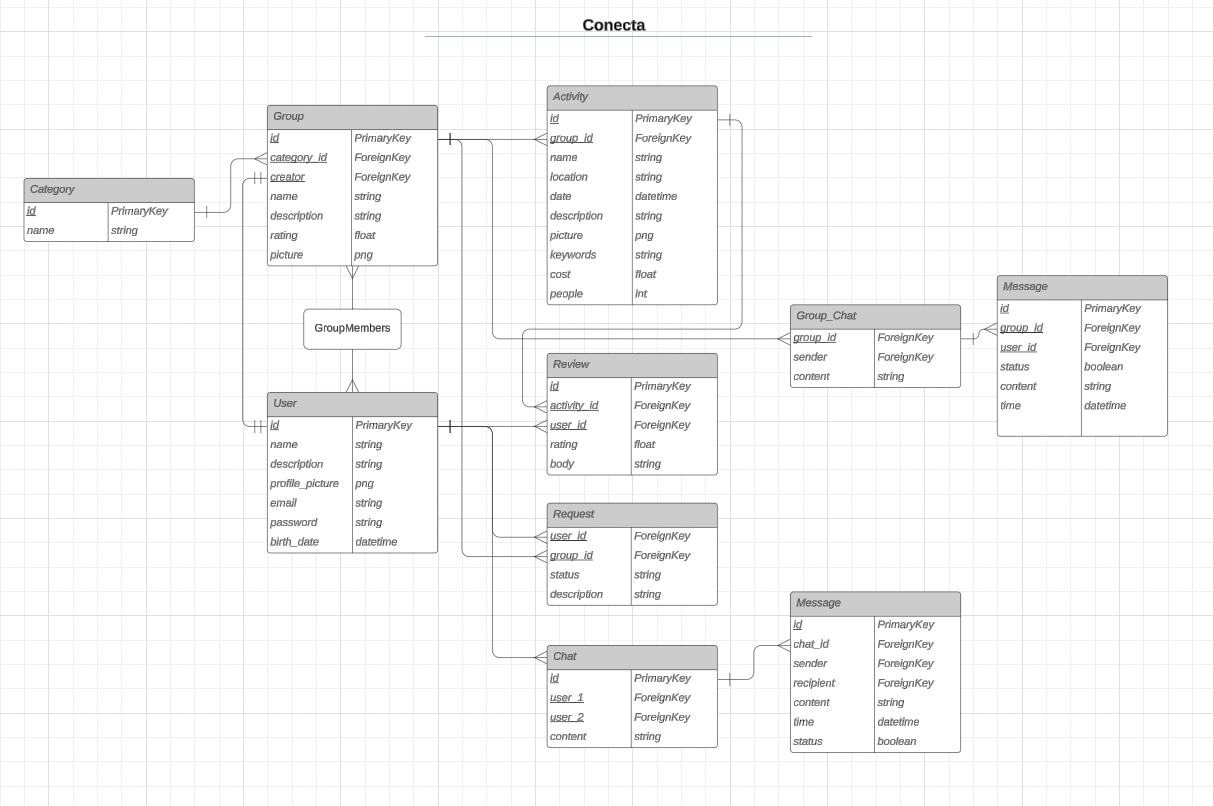 Conecta
Category
id PrimaryKey
name string
Group
id PrimaryKey
category_id ForeignKey
creator ForeignKey
name string
description string
rating float
picture png
GroupMembers
User
id PrimaryKey
name string
description string
profile_picture png
email string
password string
birth_date datetime
Activity
id PrimaryKey
group_id ForeignKey
name string
location string
date datetime
description string
picture png
keywords string
cost float
people int
Review
id PrimaryKey
activity_id ForeignKey
user_id ForeignKey
rating float
body string
Request
user_id ForeignKey
group_id ForeignKey
status string
description string
Chat
id PrimaryKey
user_1 ForeignKey
user_2 ForeignKey
content string
Group_Chat
group_id ForeignKey
sender ForeignKey
content string
Message
id PrimaryKey
group_id ForeignKey
user_id ForeignKey
status boolean
content string
time datetime
Message
id PrimaryKey
chat_id ForeignKey
sender ForeignKey
recipient ForeignKey
content string
time datetime
status boolean